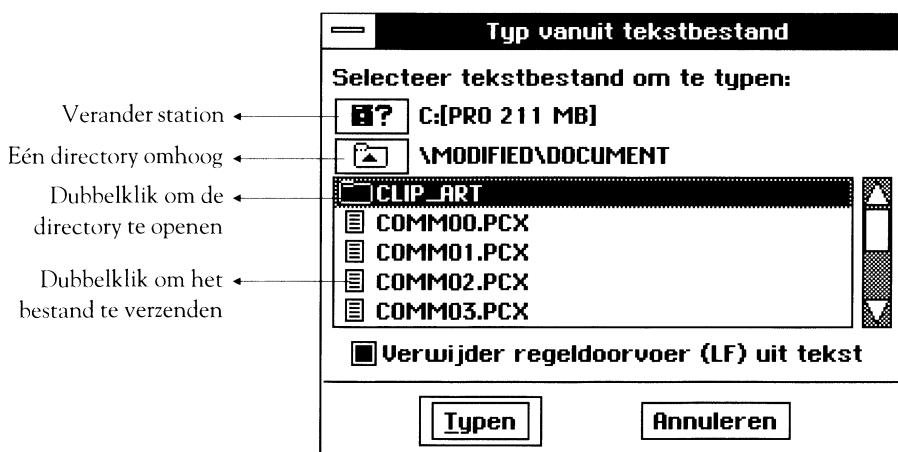 Typ vanuit tekstbestand
Selecteer tekstbestand om te typen:
Verander station
? C:[PRO 211 MB]
Eén directory omhoog
\MODIFIED\DOCUMENT
Dubbelklik om de
directory te openen
CLIP_ART
COMM00.PCX
COMM01.PCX
Dubbelklik om het
bestand te verzenden
COMM02.PCX
COMM03.PCX
Verwijder regeldoorvoer (LF) uit tekst
Typen
Annuleren